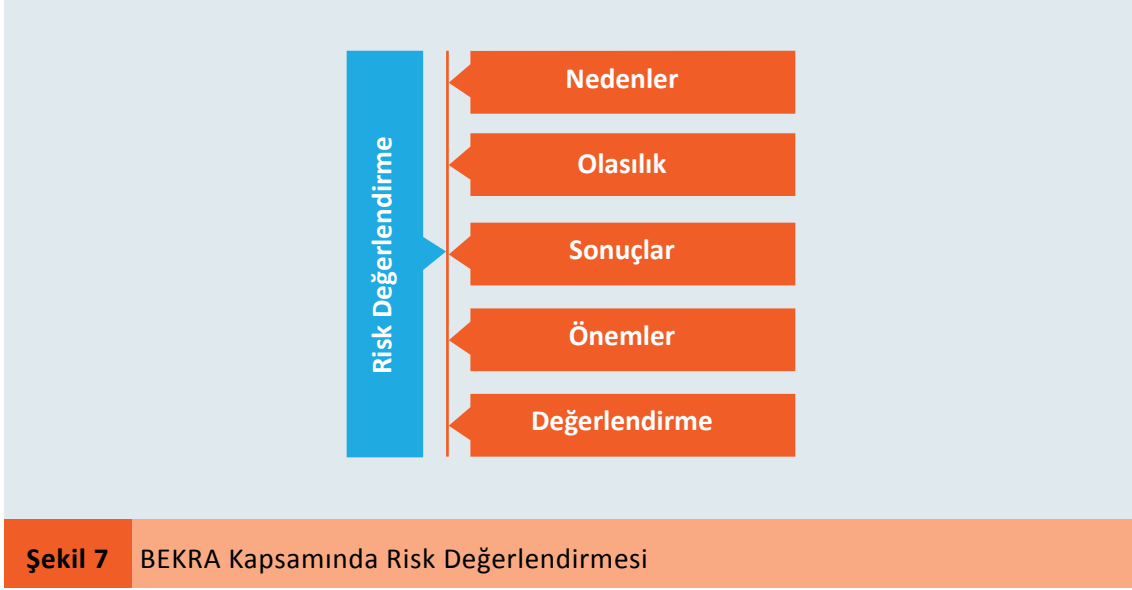 Risk Değerlendirme
Nedenler
Olasılık
Sonuçlar
Önemler
Değerlendirme
Şekil 7 BEKRA Kapsamında Risk Değerlendirmesi